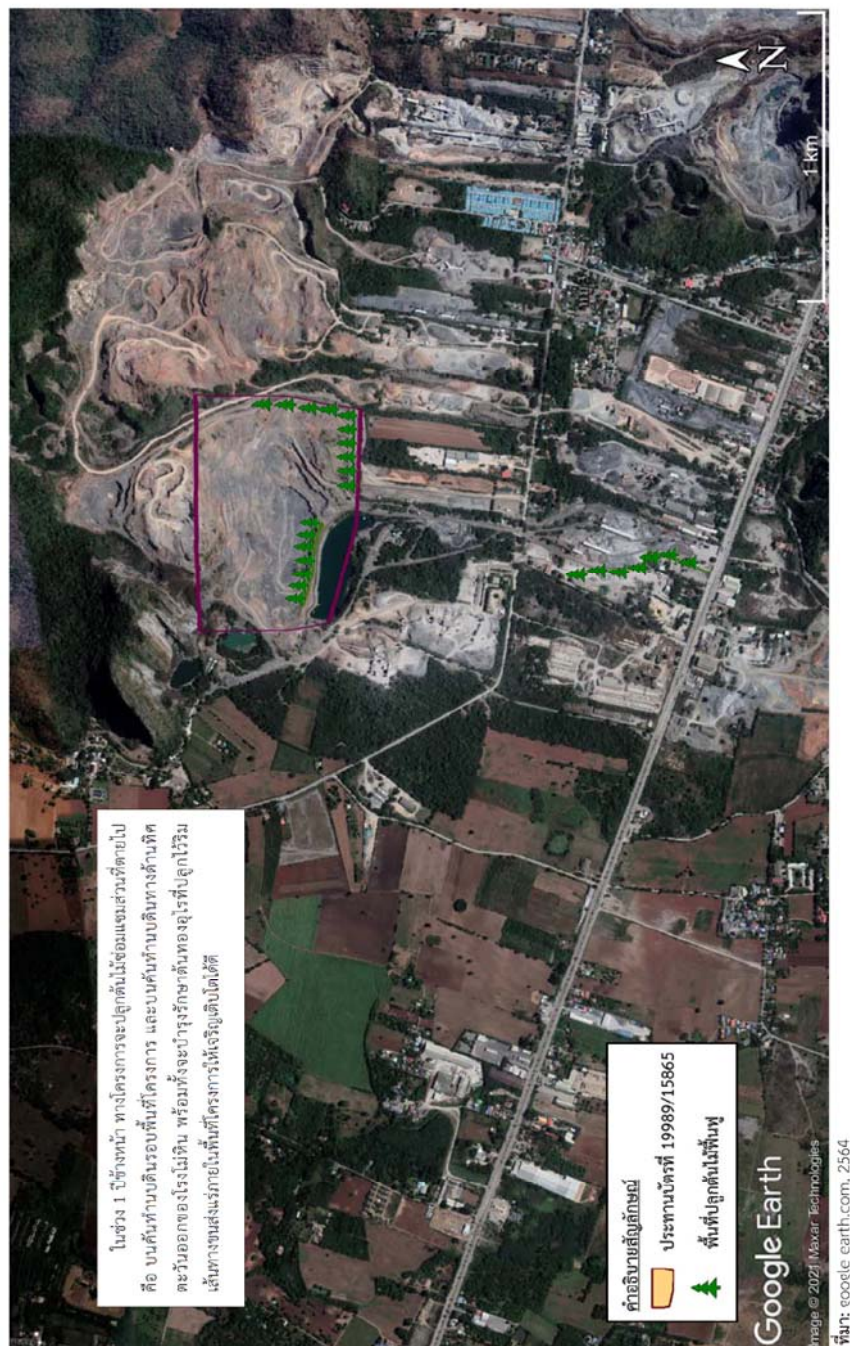 ในช่วง 1 ปีข้างหน้า ทางโครงการจะปลูกต้นไม้ซ่อมแซมส่วนที่ตายไป
คือ บนคันทำนบดินรอบพื้นที่โครงการ และบนคันทำนบดินทางด้านทิศ
ตะวันออกของโรงโม่หิน พร้อมทั้งจะบำรุงรักษาต้นทองอุไรที่ปลูกไว้ริม
เส้นทางขนส่งแร่ภายในพื้นที่โครงการให้เจริญเติบโตได้ดี
คำอธิบายสัญลักษณ์
ประทานบัตรที่ 19989/15865
พื้นที่ปลูกต้นไม้ฟื้นฟู
Google Earth
Image © 2021 Maxar Technologies
1 km
N
ที่มา: google earth.com, 2564